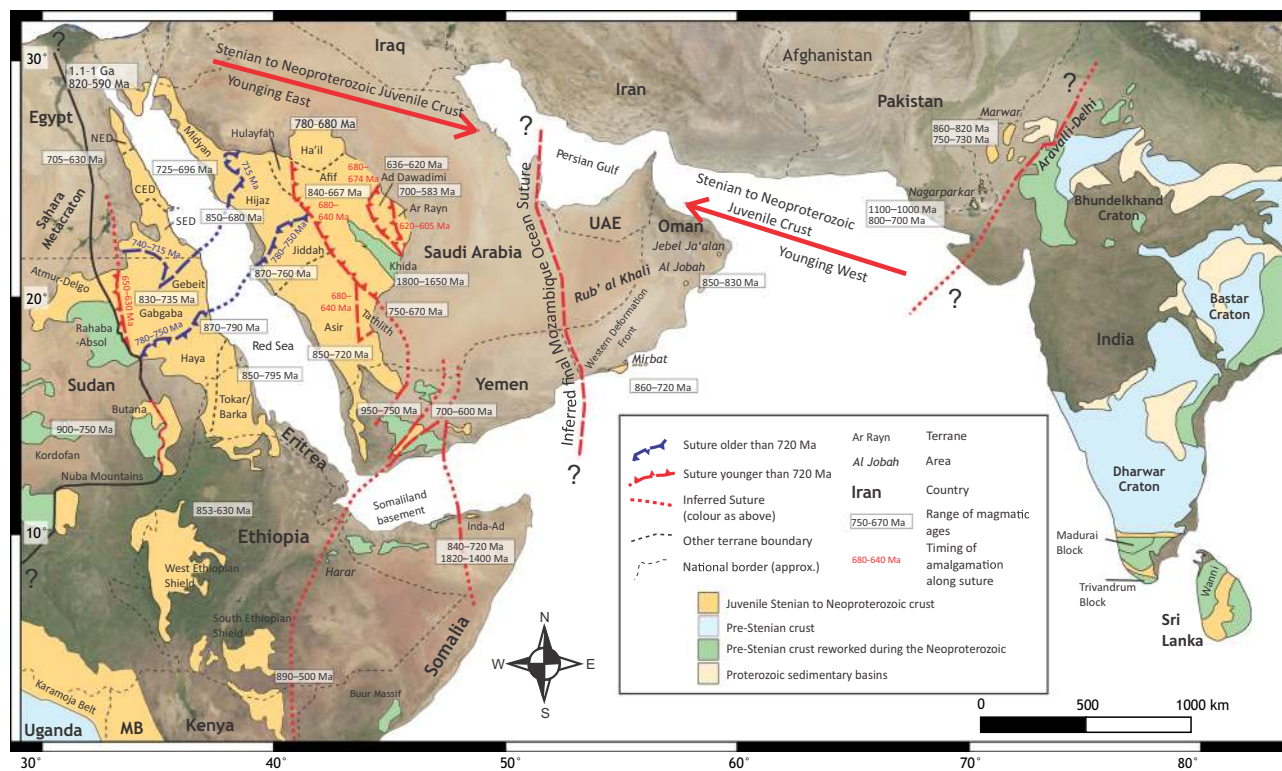 30°
20°
10°
30°
40°
50°
60°
70°
80°
?
1.1-1 Ga
820-590 Ma
Egypt
NED
705–630 Ma
CED
SED
Sahara
Metacraton
Midyan
725–696 Ma
Hulayfah
715 Ma
Hijaz
850–680 Ma
780-680 Ma
Ha'il
Afif
840-667 Ma
680–
674 Ma
636–620 Ma
Ad Dawadimi
700–583 Ma
Ar Rayn
620–605 Ma
680–
640 Ma
780-750 Ma
Jiddah
870–760 Ma
Khida
1800–1650 Ma
750-670 Ma
680–
640 Ma
Tathlith
Asir
850–720 Ma
Iraq
Stenian to Neoproterozoic Juvenile Crust
Younging East
Saudi Arabia
Iran
Afghanistan
Pakistan
Persian Gulf
?
Inferred final Mozambique Ocean Suture
?
UAE
Oman
Jebel Ja'alan
Al Jobah
850–830 Ma
Rub' al Khali
Western Deformation
Front
Mirbat
860–720 Ma
Stenian to Neoproterozoic
Juvenile Crust
Younging West
Marwar
860–820 Ma
750–730 Ma
Nagarparkar
1100–1000 Ma
800–700 Ma
?
Aravalli-Delhi
?
Bhundelkhand
Craton
Bastar
Craton
India
Dharwar
Craton
Madurai
Block
Trivandrum
Block
Wanni
Sri
Lanka
740–715 Ma
Atmur-Delgo
650–630 Ma
Gebeit
830–735 Ma
Gabgaba
Rahaba
-Absol
780–750 Ma
870–790 Ma
Haya
Red Sea
850–795 Ma
Sudan
Butana
Tokar/
Barka
900–750 Ma
Kordofan
Nuba Mountains
Eritrea
950–750 Ma
700–600 Ma
Yemen
Somaliland
basement
853-630 Ma
Ethiopia
Inda-Ad
840–720 Ma
1820–1400 Ma
?
West Ethiopian
Shield
Harar
South Ethiopian
Shield
Somalia
890–500 Ma
Buur Massif
Karamoja Belt
Uganda
MB
Kenya
N
W
E
S
Suture older than 720 Ma
Suture younger than 720 Ma
Inferred Suture
(colour as above)
Other terrane boundary
National border (approx.)
Ar Rayn
Terrane
Al Jobah
Area
Iran
Country
750-670 Ma
Range of magmatic
ages
680-640 Ma
Timing of
amalgamation
along suture
Juvenile Stenian to Neoproterozoic crust
Pre-Stenian crust
Pre-Stenian crust reworked during the Neoproterozoic
Proterozoic sedimentary basins
0
500
1000 km